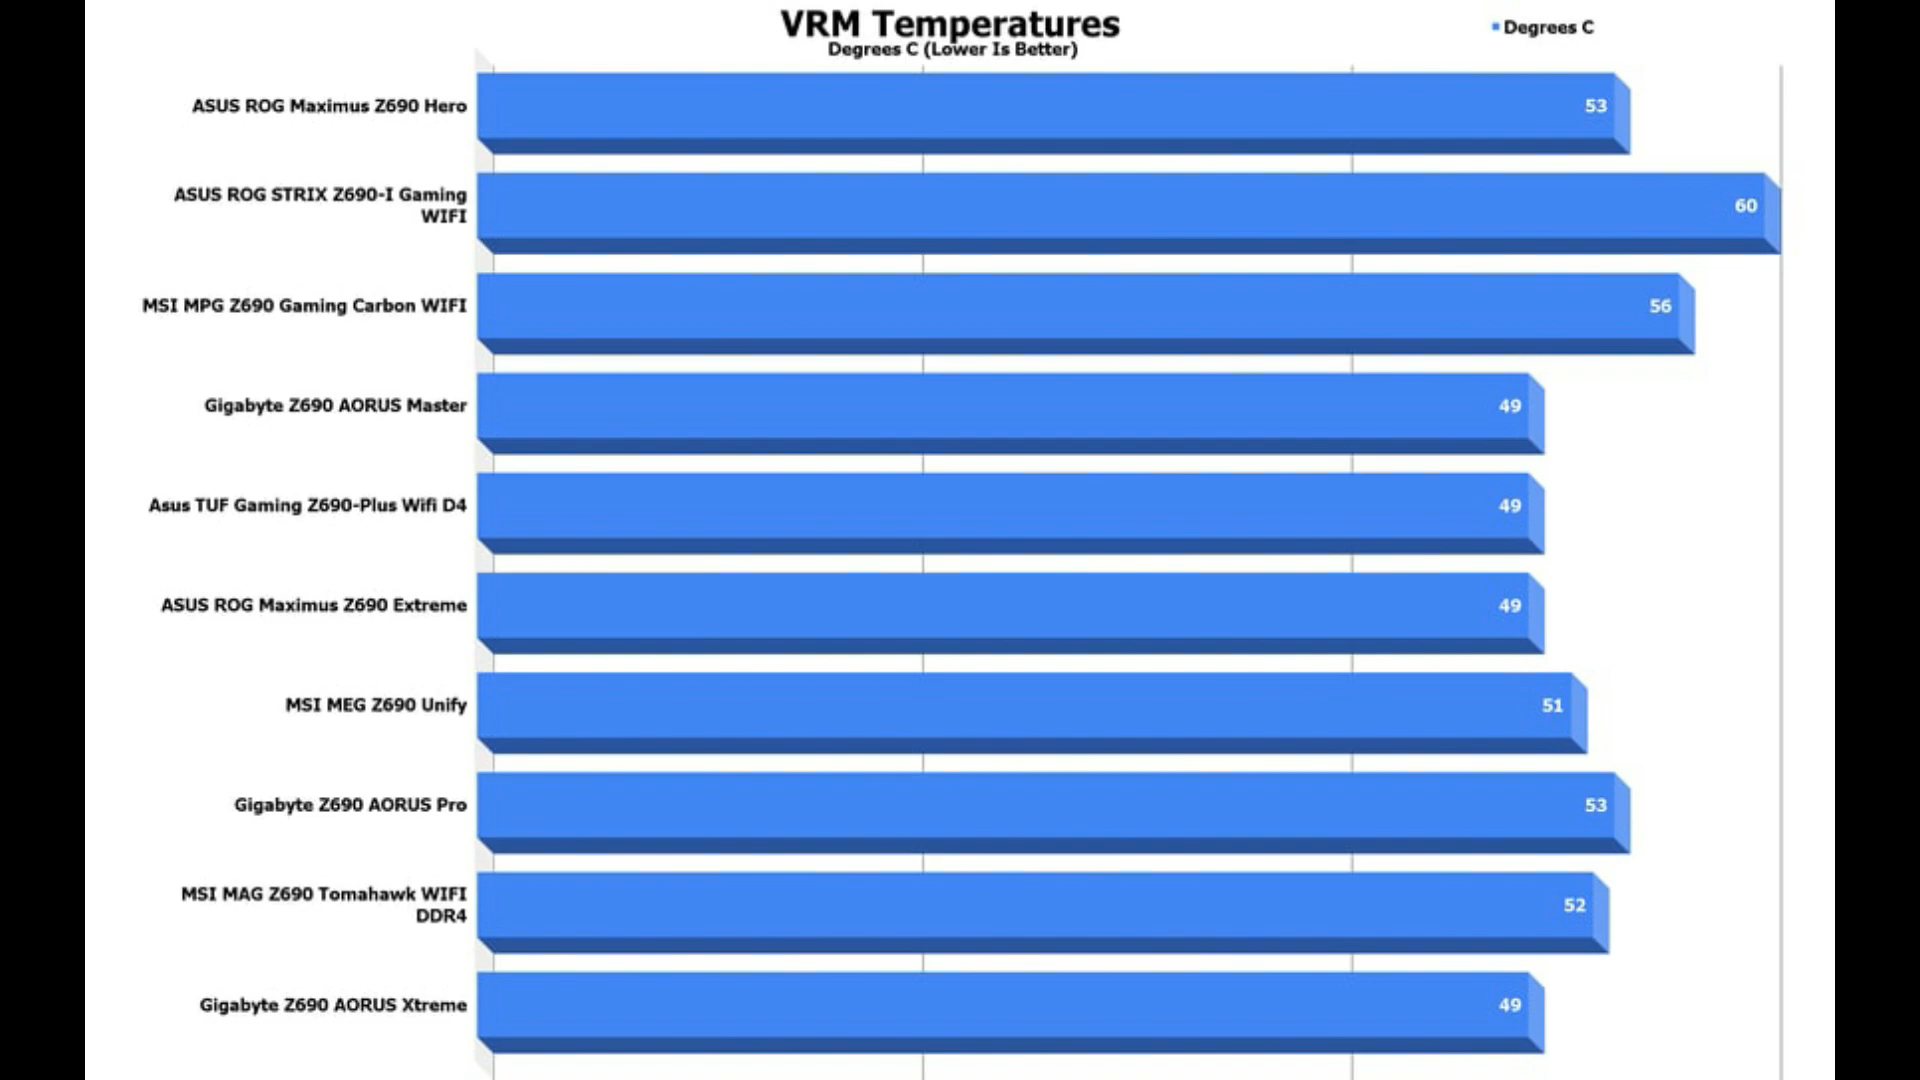 VRM Temperatures
Degrees C (Lower Is Better)
Degrees C
ASUS ROG Maximus Z690 Hero
53
ASUS ROG STRIX Z690-I Gaming
WIFI
60
MSI MPG Z690 Gaming Carbon WIFI
56
Gigabyte Z690 AORUS Master
49
Asus TUF Gaming Z690-Plus Wifi D4
49
ASUS ROG Maximus Z690 Extreme
49
MSI MEG Z690 Unify
51
Gigabyte Z690 AORUS Pro
53
MSI MAG Z690 Tomahawk WIFI
DDR4
52
Gigabyte Z690 AORUS Xtreme
49